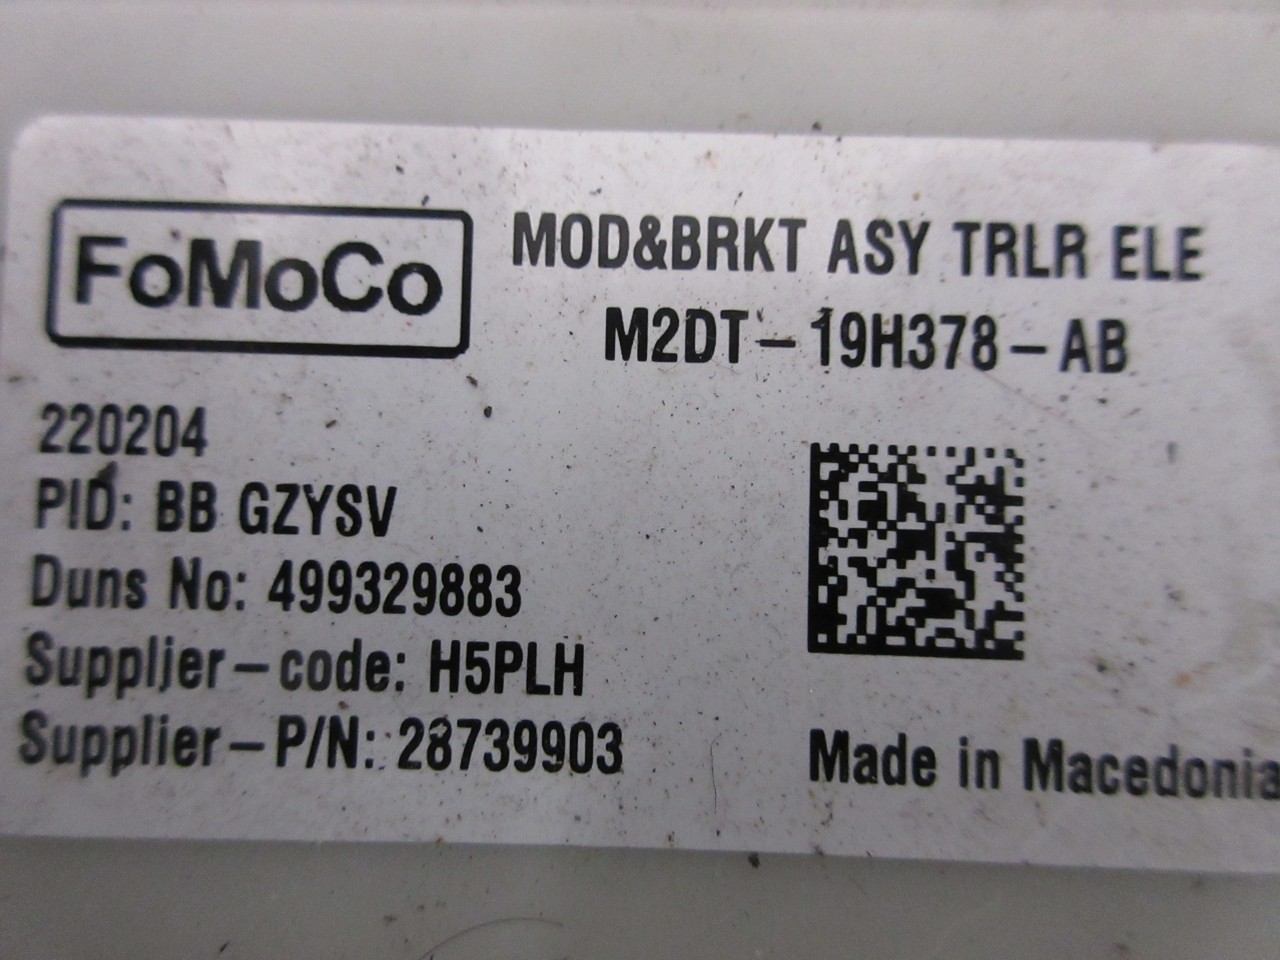 FoMoCo
MOD&BRKT ASY TRLR ELE
M2DT-19H378-AB
220204
PID: BB GZYSV
Duns No: 499329883
Supplier-code: H5PLH
Supplier-P/N: 28739903
Made in Macedonia